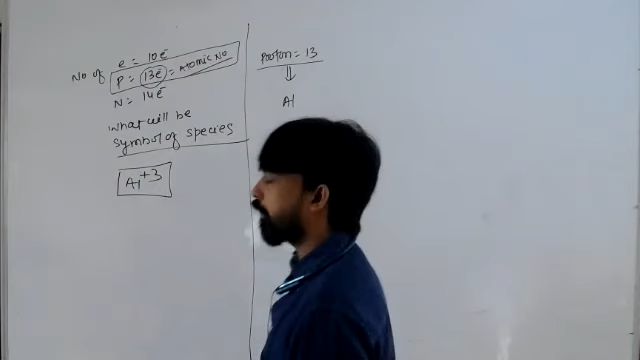 No of e = 10e̅
P = 13e̅ = Atomic No
N = 14e̅
what will be
symbol of species
Al+3
Proton = 13
⇓
Al